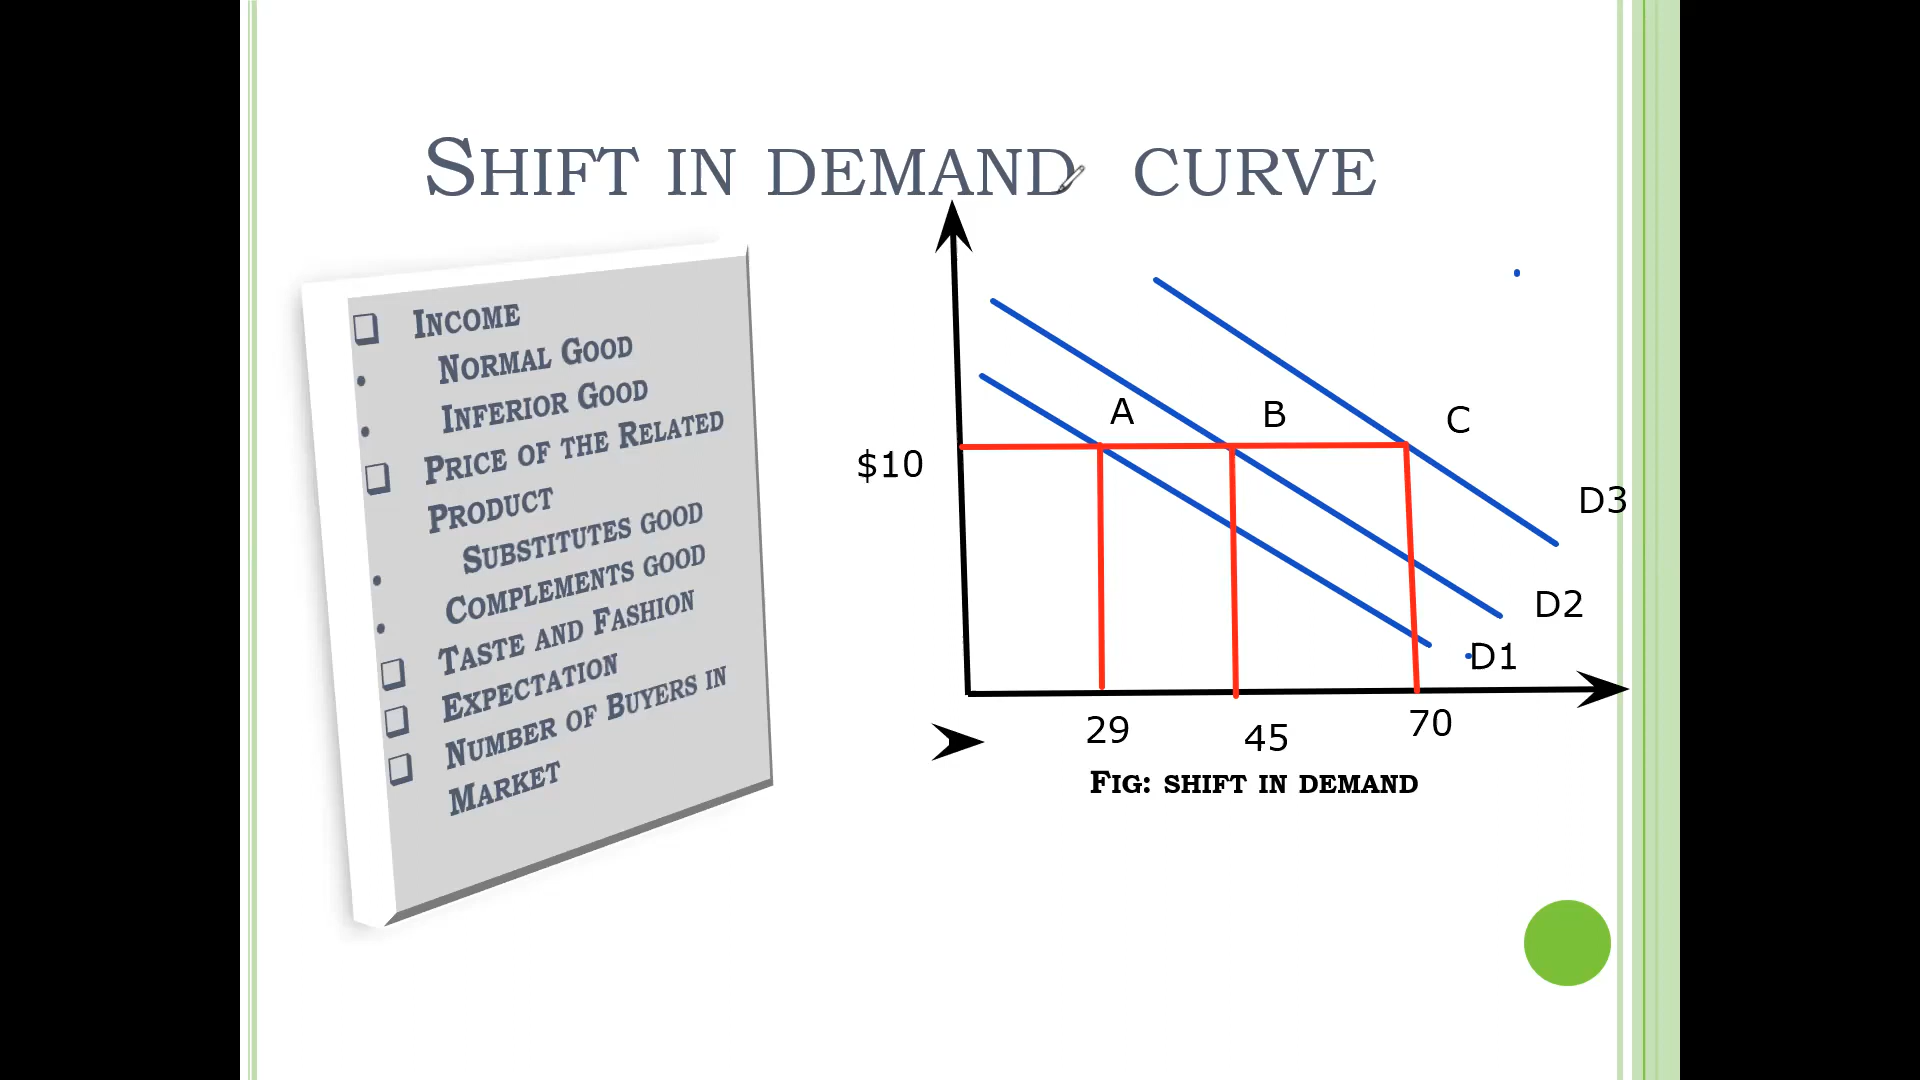 SHIFT IN DEMAND CURVE
INCOME
NORMAL GOOD
INFERIOR GOOD
PRICE OF THE RELATED
PRODUCT
SUBSTITUTES GOOD
COMPLEMENTS GOOD
TASTE AND FASHION
EXPECTATION
NUMBER OF BUYERS IN
MARKET
A
B
C
$10
D3
D2
D1
29
45
70
FIG: SHIFT IN DEMAND